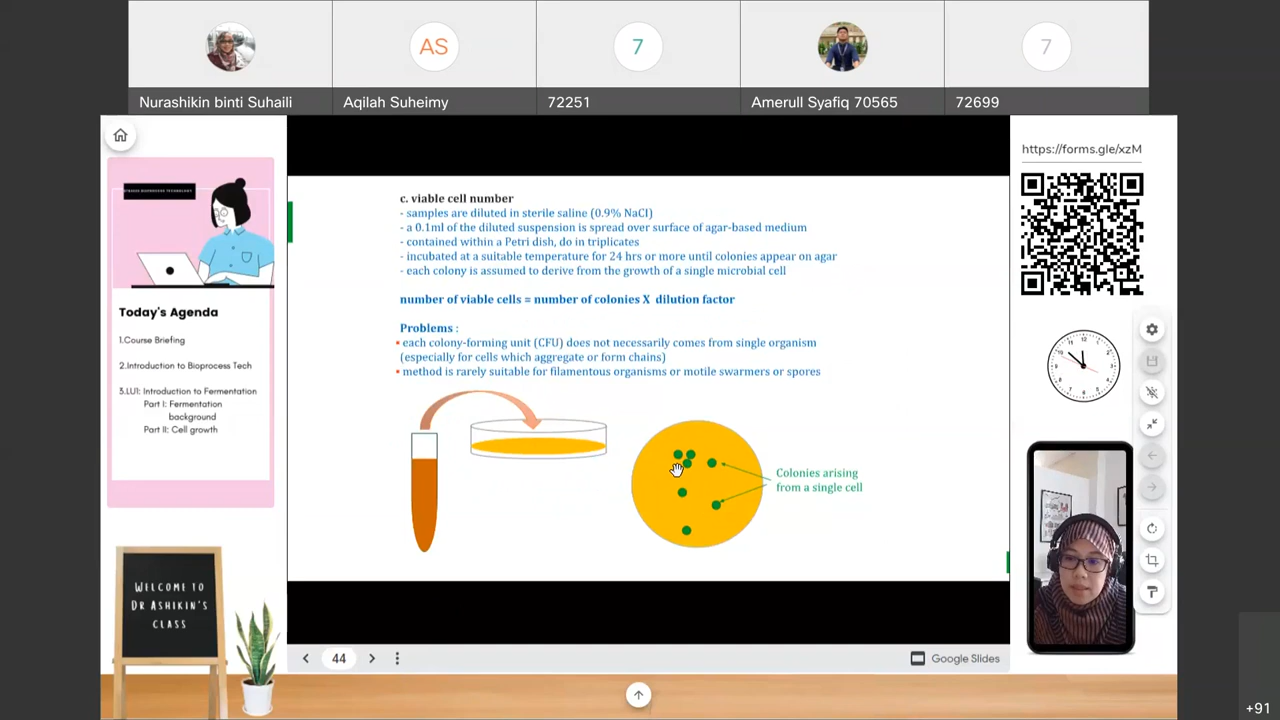 AS
7
7
Nurashikin binti Suhaili
Aqilah Suheimy
72251
Amerull Syafiq 70565
72699
Today's Agenda
1.Course Briefing
2.Introduction to Bioprocess Tech
3.LU1: Introduction to Fermentation
Part I: Fermentation
background
Part II: Cell growth
WELCOME TO
DR ASHIKIN'S
CLASS
c. viable cell number
- samples are diluted in sterile saline (0.9% NaCI)
- a 0.1ml of the diluted suspension is spread over surface of agar-based medium
- contained within a Petri dish, do in triplicates
- incubated at a suitable temperature for 24 hrs or more until colonies appear on agar
- each colony is assumed to derive from the growth of a single microbial cell
number of viable cells = number of colonies X dilution factor
Problems :
▪ each colony-forming unit (CFU) does not necessarily comes from single organism
(especially for cells which aggregate or form chains)
▪ method is rarely suitable for filamentous organisms or motile swarmers or spores
Colonies arising
from a single cell
44
Google Slides
https://forms.gle/xzM
+91